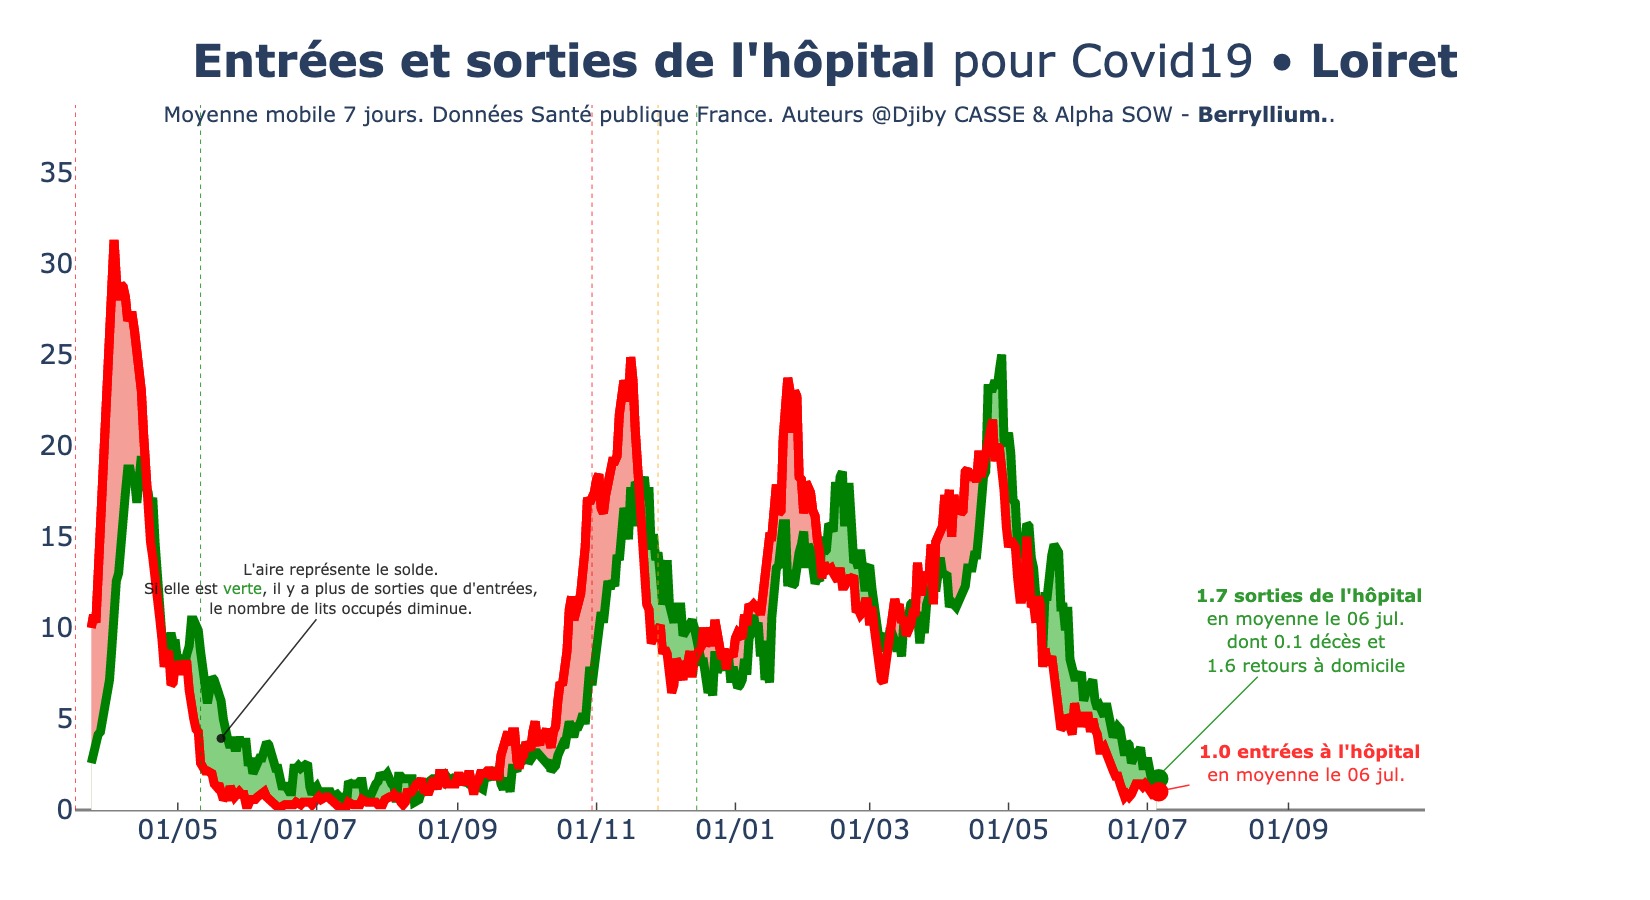 Entrées et sorties de l'hôpital pour Covid19 • Loiret
Moyenne mobile 7 jours. Données Santé publique France. Auteurs @Djiby CASSE & Alpha SOW - Berryllium..
35
30
25
20
15
10
5
0
L'aire représente le solde.
Si elle est verte, il y a plus de sorties que d'entrées,
le nombre de lits occupés diminue.
1.7 sorties de l'hôpital
en moyenne le 06 jul.
dont 0.1 décès et
1.6 retours à domicile
1.0 entrées à l'hôpital
en moyenne le 06 jul.
01/05 01/07 01/09 01/11 01/01 01/03 01/05 01/07 01/09